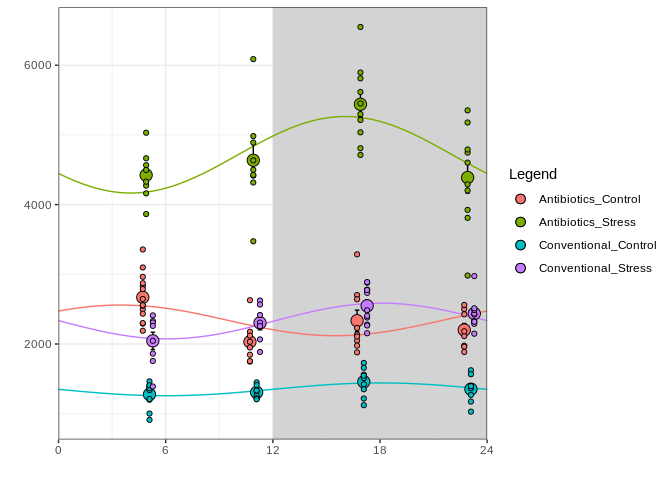 6000
4000
2000
0 6 12 18 24
Legend
Antibiotics_Control
Antibiotics_Stress
Conventional_Control
Conventional_Stress